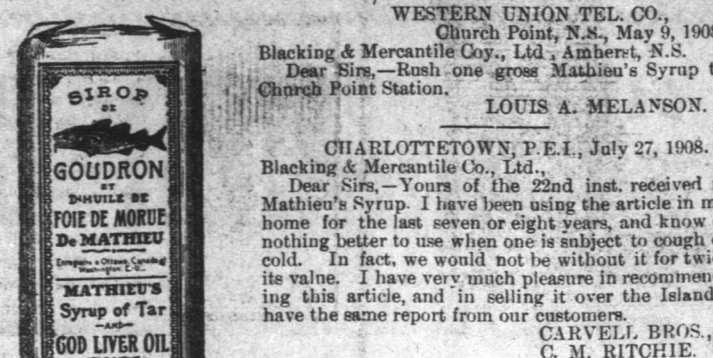 SIROP
DE
GOUDRON
ET
D'HUILE DE
FOIE DE MORUE
De MATHIEU
MATHIEU'S
Syrup of Tar
—AND—
COD LIVER OIL
WESTERN UNION TEL. CO.,
Church Point, N.S., May 9, 1908
Blacking & Mercantile Coy., Ltd, Amherst, N.S.
Dear Sirs,—Rush one gross Mathieu's Syrup t
Church Point Station.
LOUIS A. MELANSON.
CHARLOTTETOWN, P.E.I., July 27, 1908.
Blacking & Mercantile Co., Ltd.,
Dear Sirs,—Yours of the 22nd inst. received
Mathieu's Syrup. I have been using the article in m
home for the last seven or eight years, and know
nothing better to use when one is subject to cough
cold. In fact, we would not be without it for twi
its value. I have very much pleasure in recommen
ing this article, and in selling it over the Island
have the same report from our customers.
CARVELL BROS.,
C. M. RITCHIE.